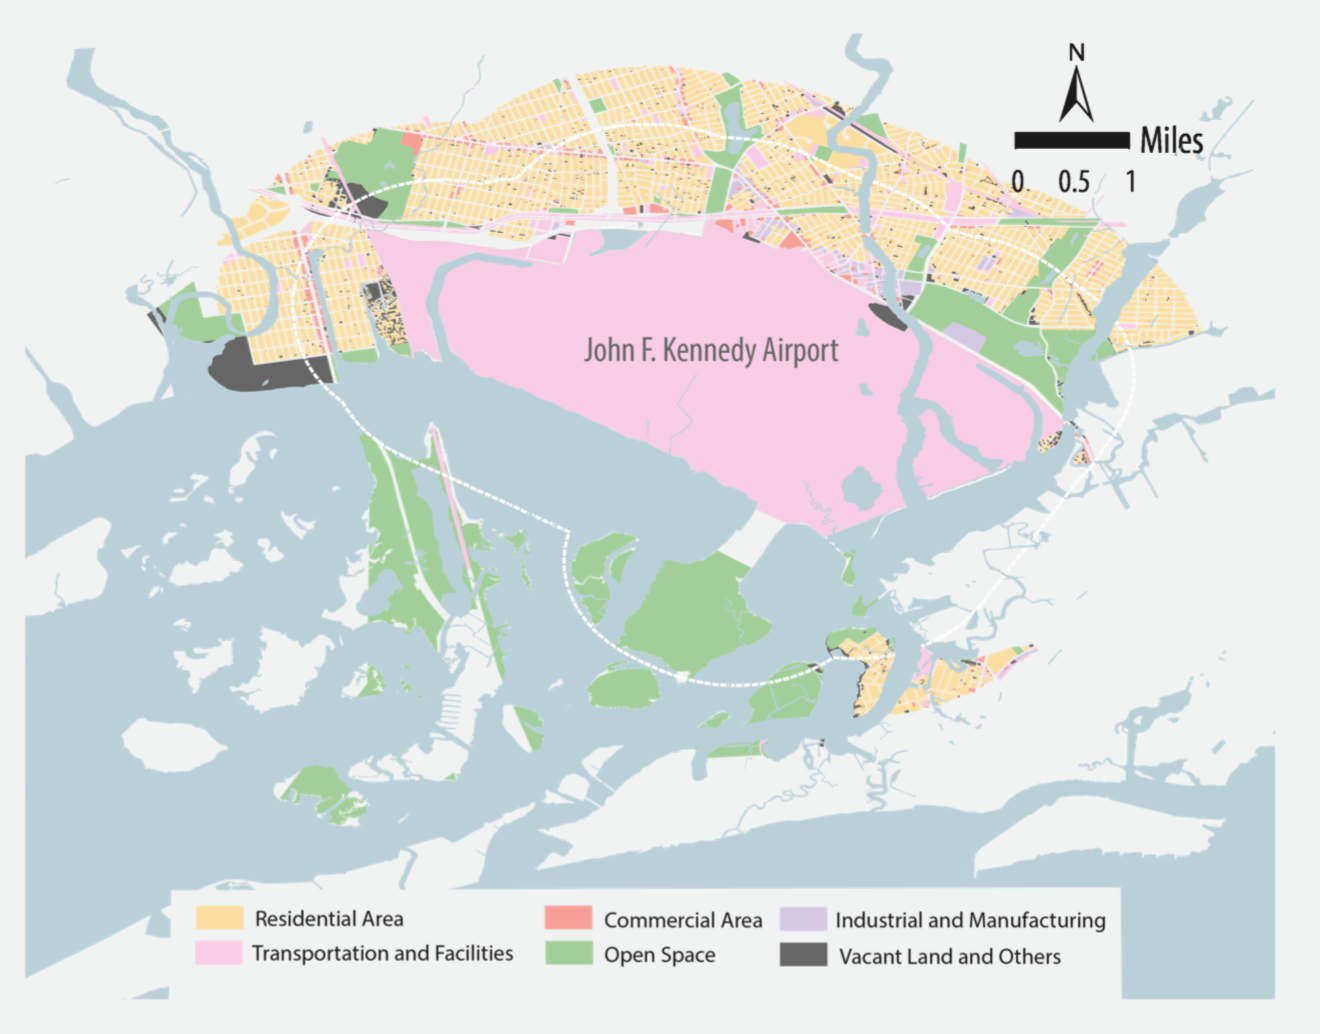 N
Miles
0 0.5 1
John F. Kennedy Airport
Residential Area
Commercial Area
Industrial and Manufacturing
Transportation and Facilities
Open Space
Vacant Land and Others